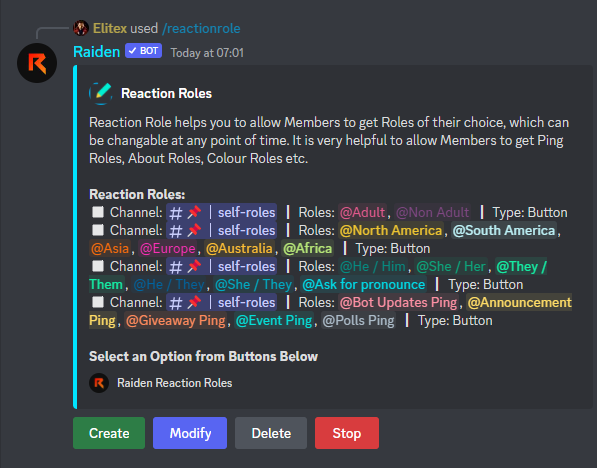 Elitex used /reactionrole
Raiden ✓ BOT Today at 07:01
Reaction Roles
Reaction Role helps you to allow Members to get Roles of their choice, which can
be changable at any point of time. It is very helpful to allow Members to get Ping
Roles, About Roles, Colour Roles etc.
Reaction Roles:
Channel: # 📌 | self-roles | Roles: @Adult, @Non Adult | Type: Button
Channel: # 📌 | self-roles | Roles: @North America, @South America,
@Asia, @Europe, @Australia, @Africa | Type: Button
Channel: # 📌 | self-roles | Roles: @He / Him, @She / Her, @They /
Them, @He / They, @She / They, @Ask for pronounce | Type: Button
Channel: # 📌 | self-roles | Roles: @Bot Updates Ping, @Announcement
Ping, @Giveaway Ping, @Event Ping, @Polls Ping | Type: Button
Select an Option from Buttons Below
Raiden Reaction Roles
Create Modify Delete Stop